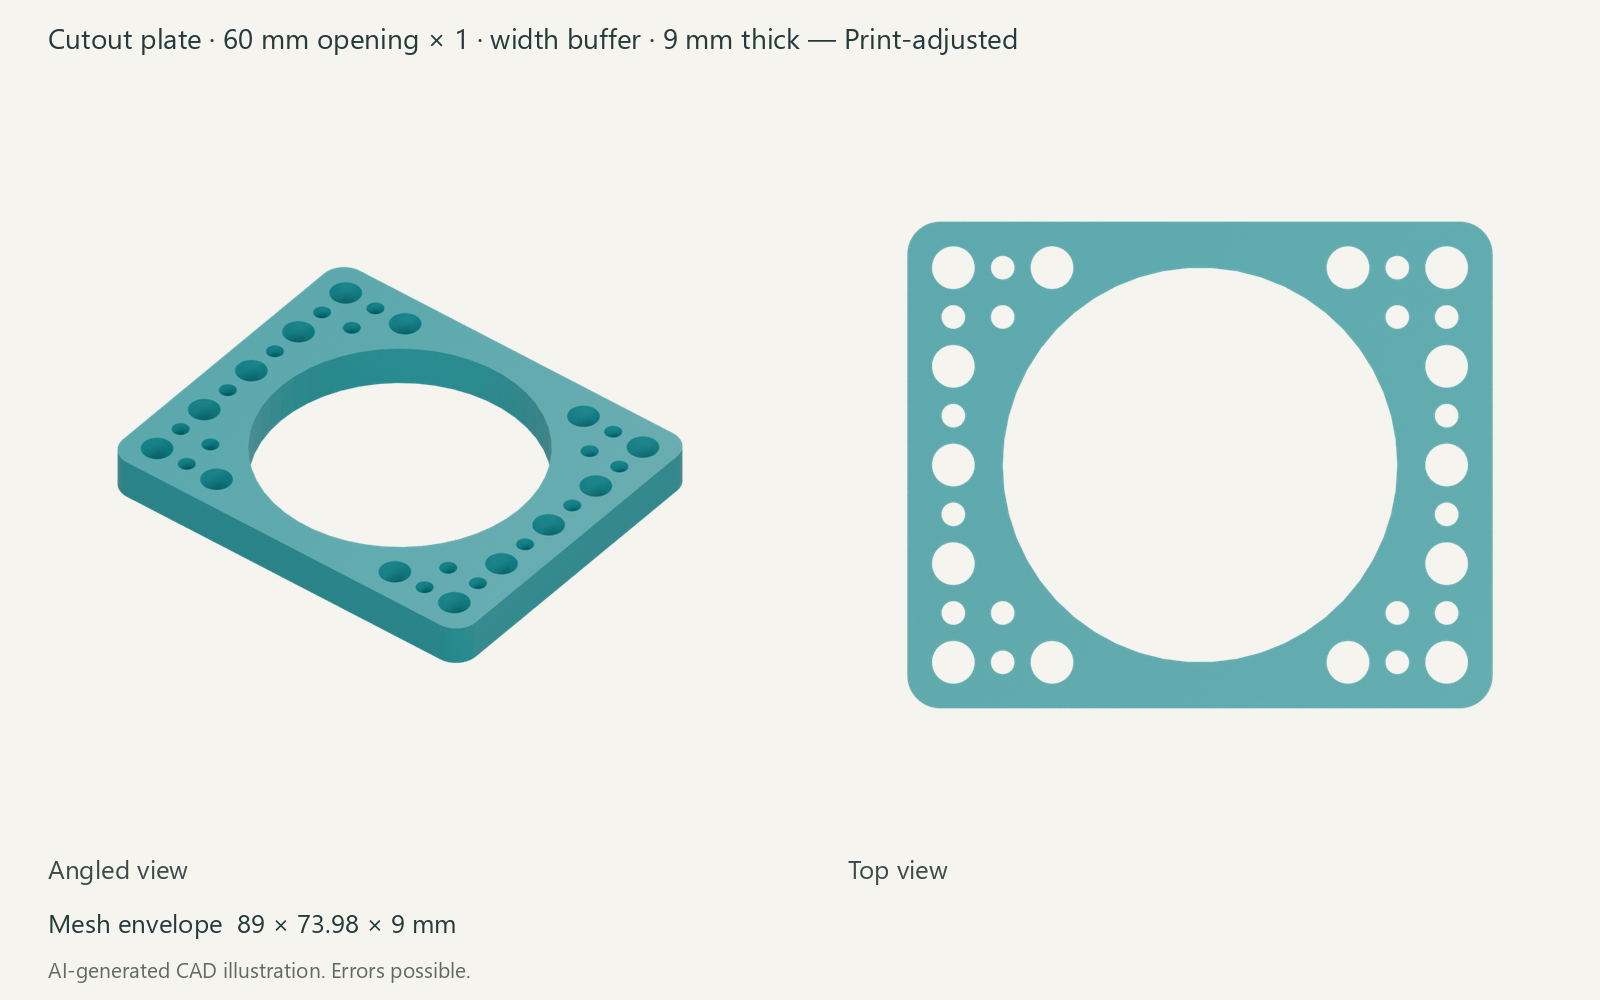 Cutout plate · 60 mm opening × 1 · width buffer · 9 mm thick — Print-adjusted
Angled view
Top view
Mesh envelope  89 × 73.98 × 9 mm
AI-generated CAD illustration. Errors possible.